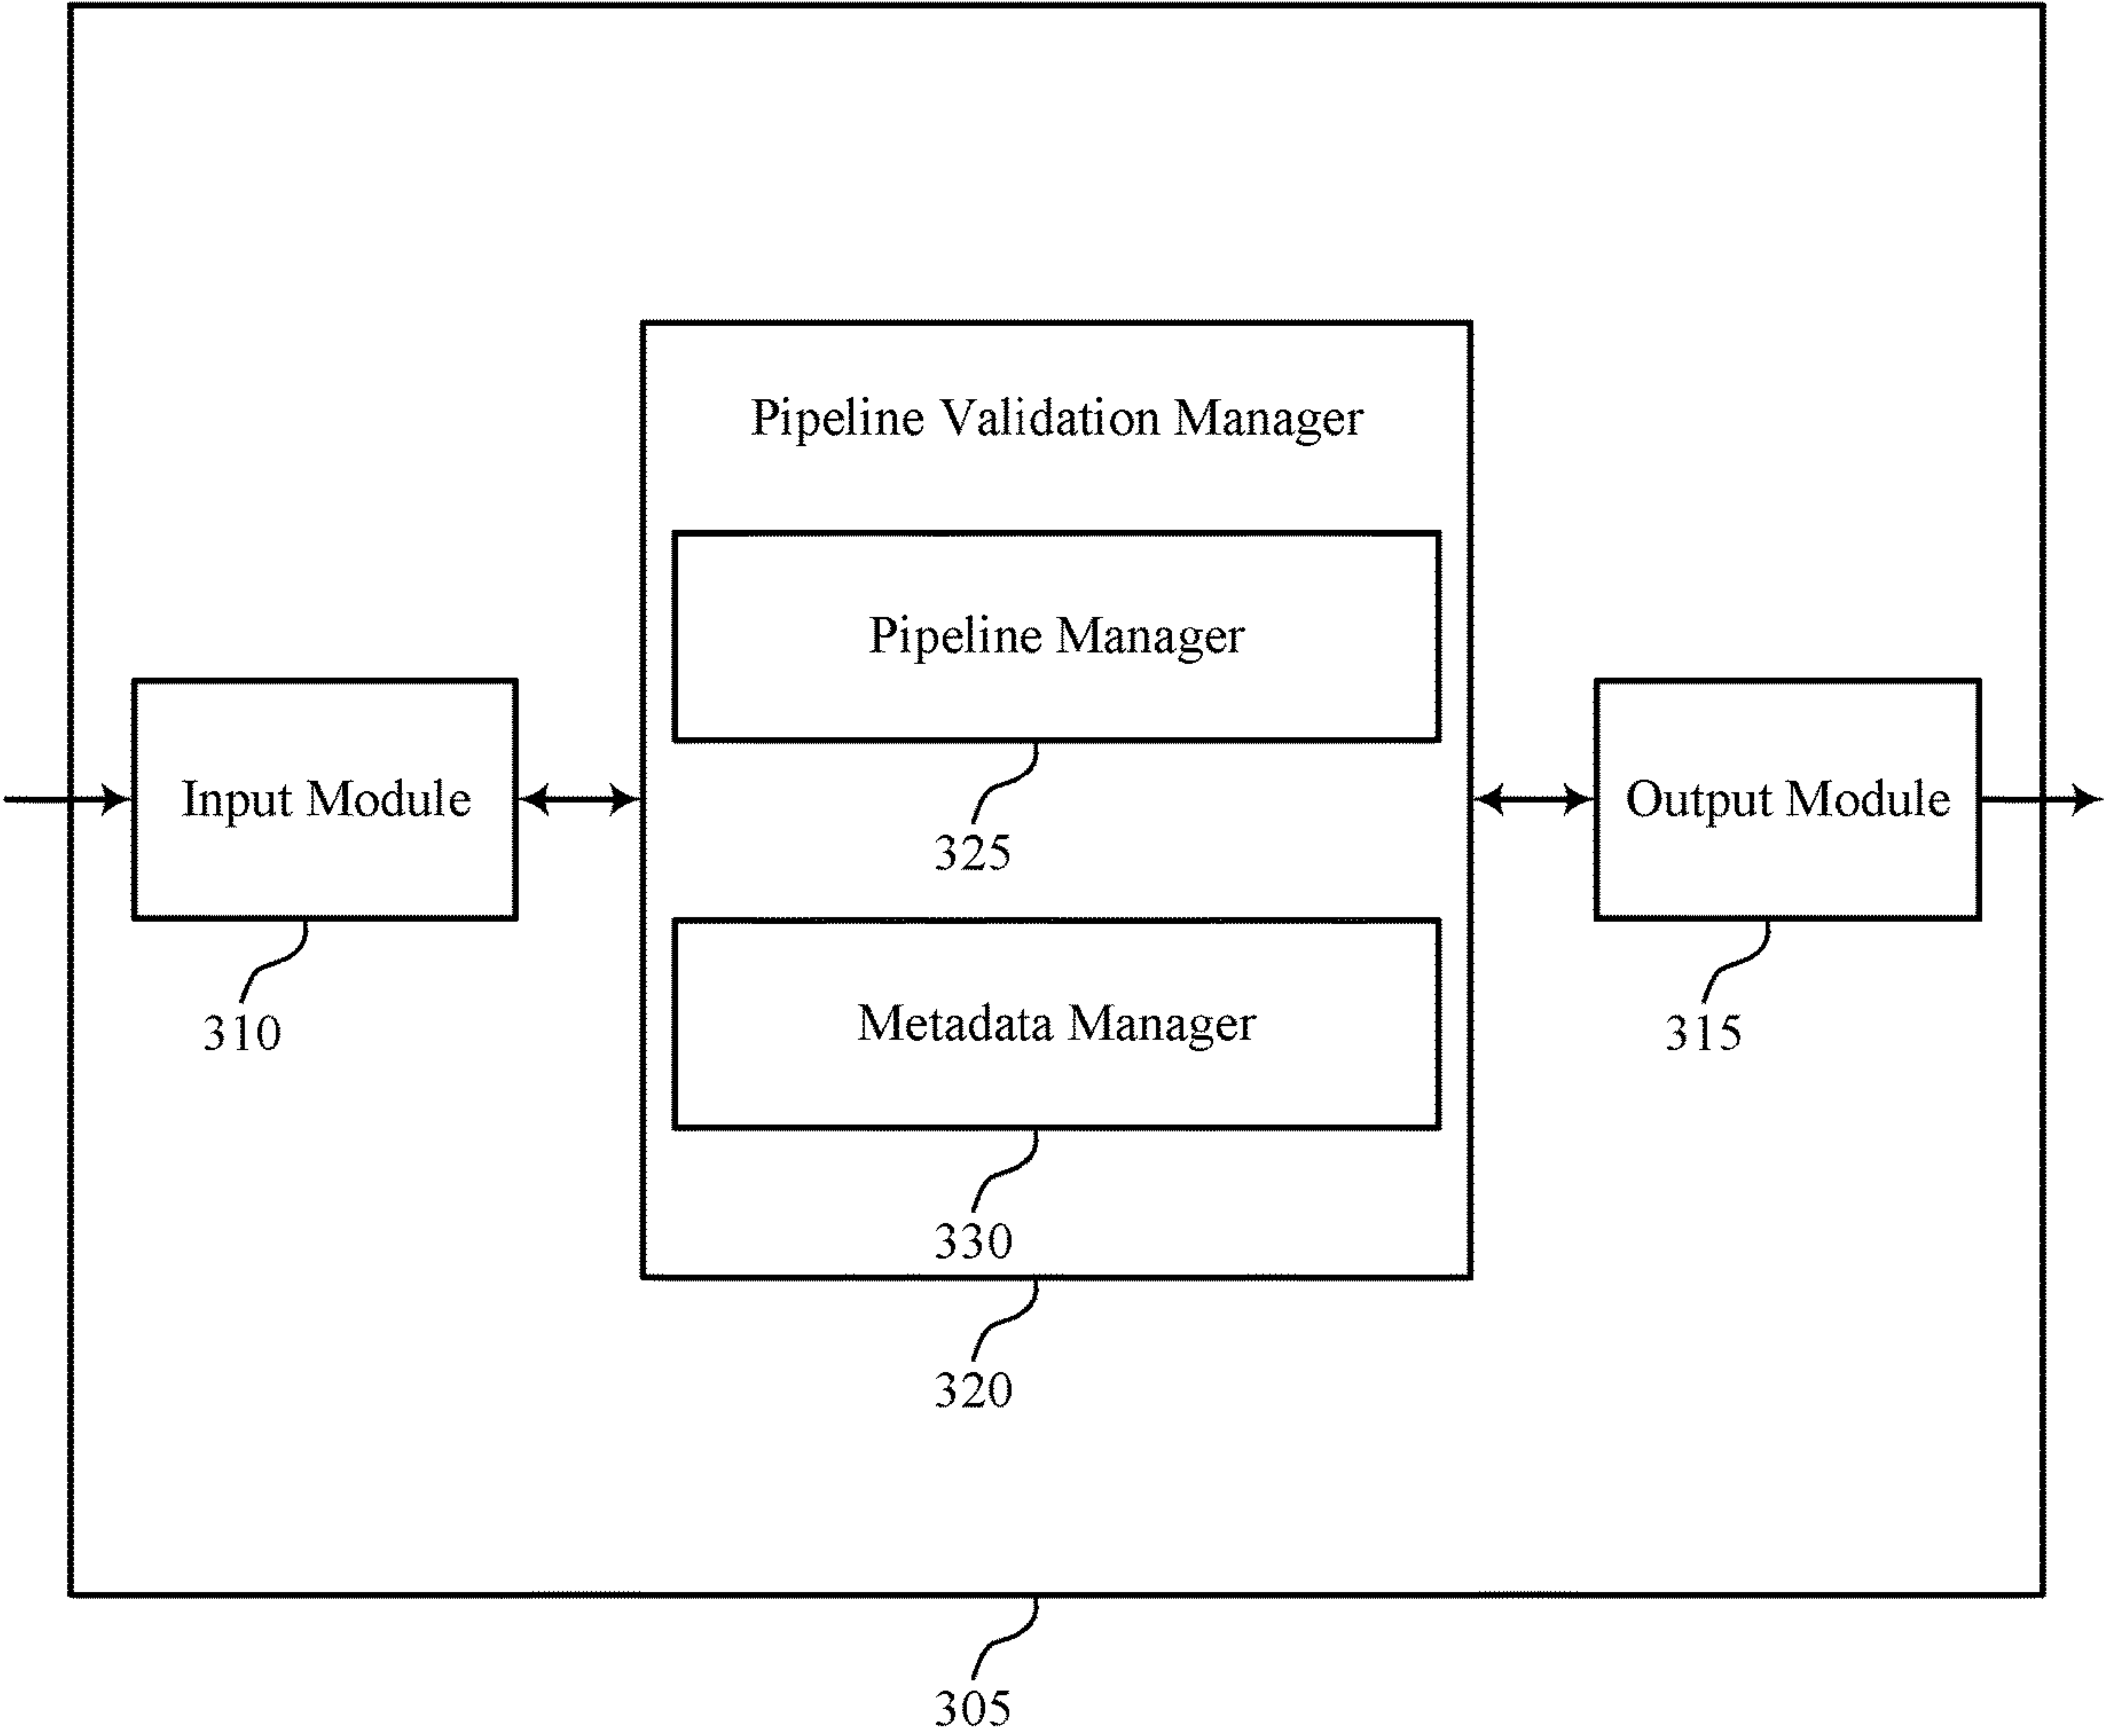 Pipeline Validation Manager
Pipeline Manager
Input Module
Output Module
325
Metadata Manager
310
315
330
320
305